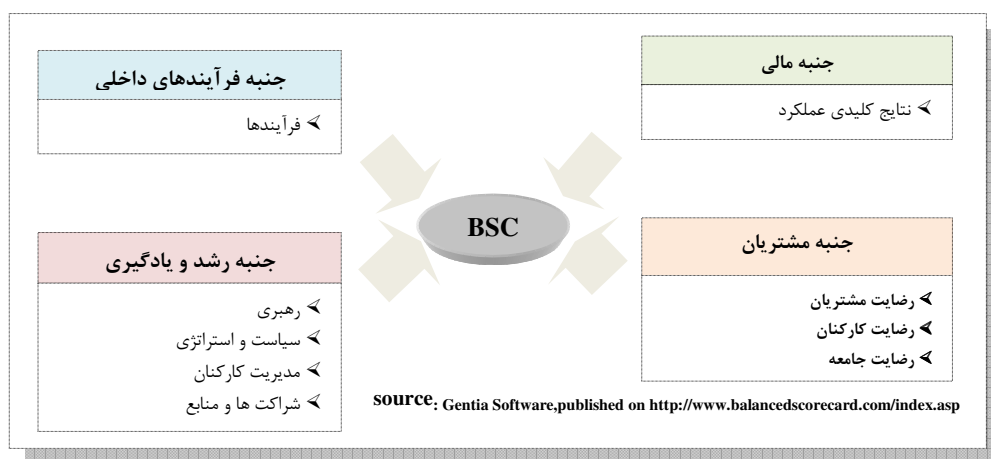 جنبه مالی
نتایج کلیدی عملکرد
جنبه فرآیندهای داخلی
فرآیندها
BSC
جنبه مشتریان
رضایت مشتریان
رضایت کارکنان
رضایت جامعه
جنبه رشد و یادگیری
رهبری
سیاست و استراتژی
مدیریت کارکنان
شراکت ها و منابع
source: Gentia Software,published on http://www.balancedscorecard.com/index.asp